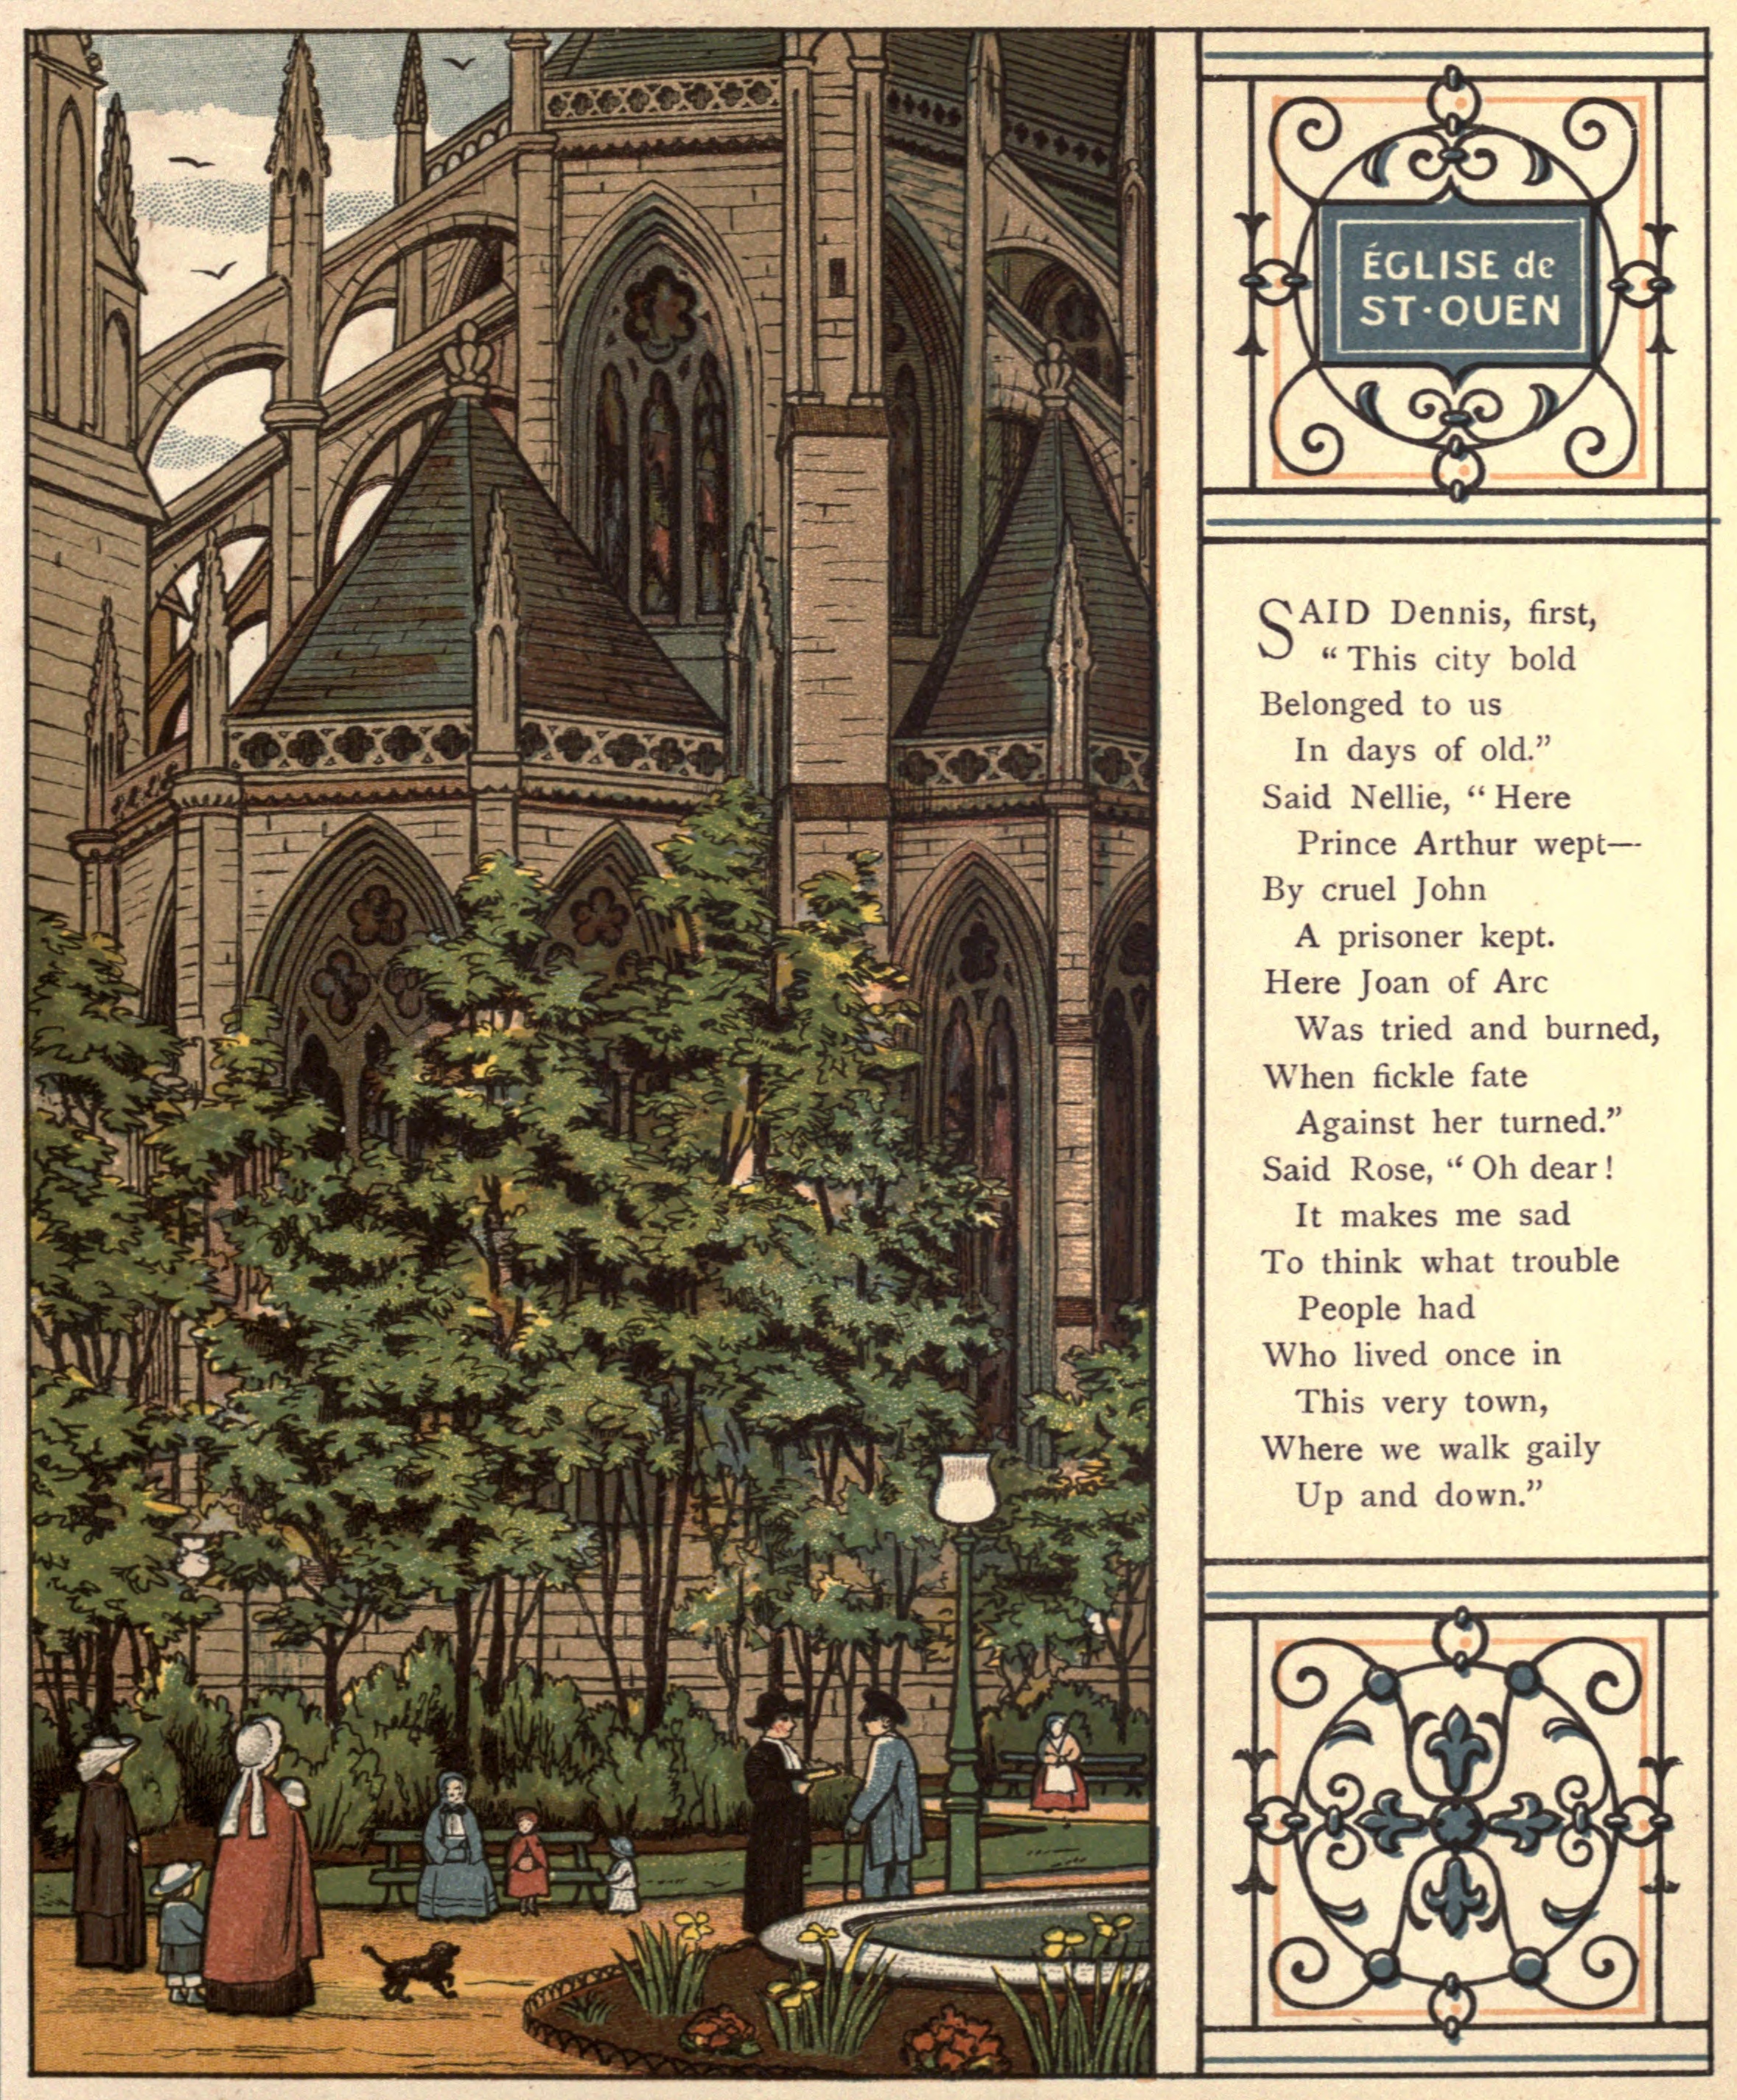 ÉGLISE de
ST·OUEN
SAID Dennis, first,
“This city bold
Belonged to us
In days of old.”
Said Nellie, “Here
Prince Arthur wept—
By cruel John
A prisoner kept.
Here Joan of Arc
Was tried and burned,
When fickle fate
Against her turned.”
Said Rose, “Oh dear!
It makes me sad
To think what trouble
People had
Who lived once in
This very town,
Where we walk gaily
Up and down.”